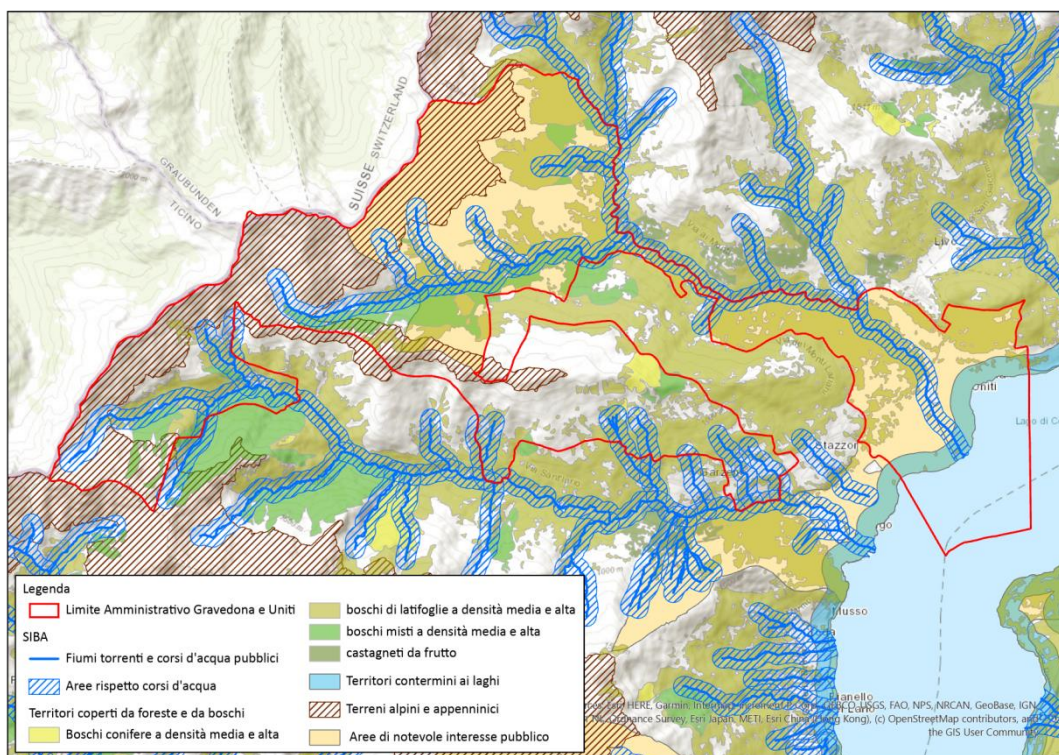 SUISSE SWITZERLAND
GRAUBÜNDEN
TICINO
Livo
Uniti
Lago di Co
Stazzon
go
Musso
Pianello
Legenda
Limite Amministrativo Gravedona e Uniti
SIBA
Fiumi torrenti e corsi d'acqua pubblici
Aree rispetto corsi d'acqua
Territori coperti da foreste e da boschi
Boschi conifere a densità media e alta
boschi di latifoglie a densità media e alta
boschi misti a densità media e alta
castagneti da frutto
Territori contermini ai laghi
Terreni alpini e appenninici
Aree di notevole interesse pubblico
HERE, Garmin, USGS, FAO, NPS, NRCAN, GeoBase, IGN,
Survey, Esri Japan, METI, Esri China Kong), (c) OpenStreetMap contributors, and
the GIS User Community